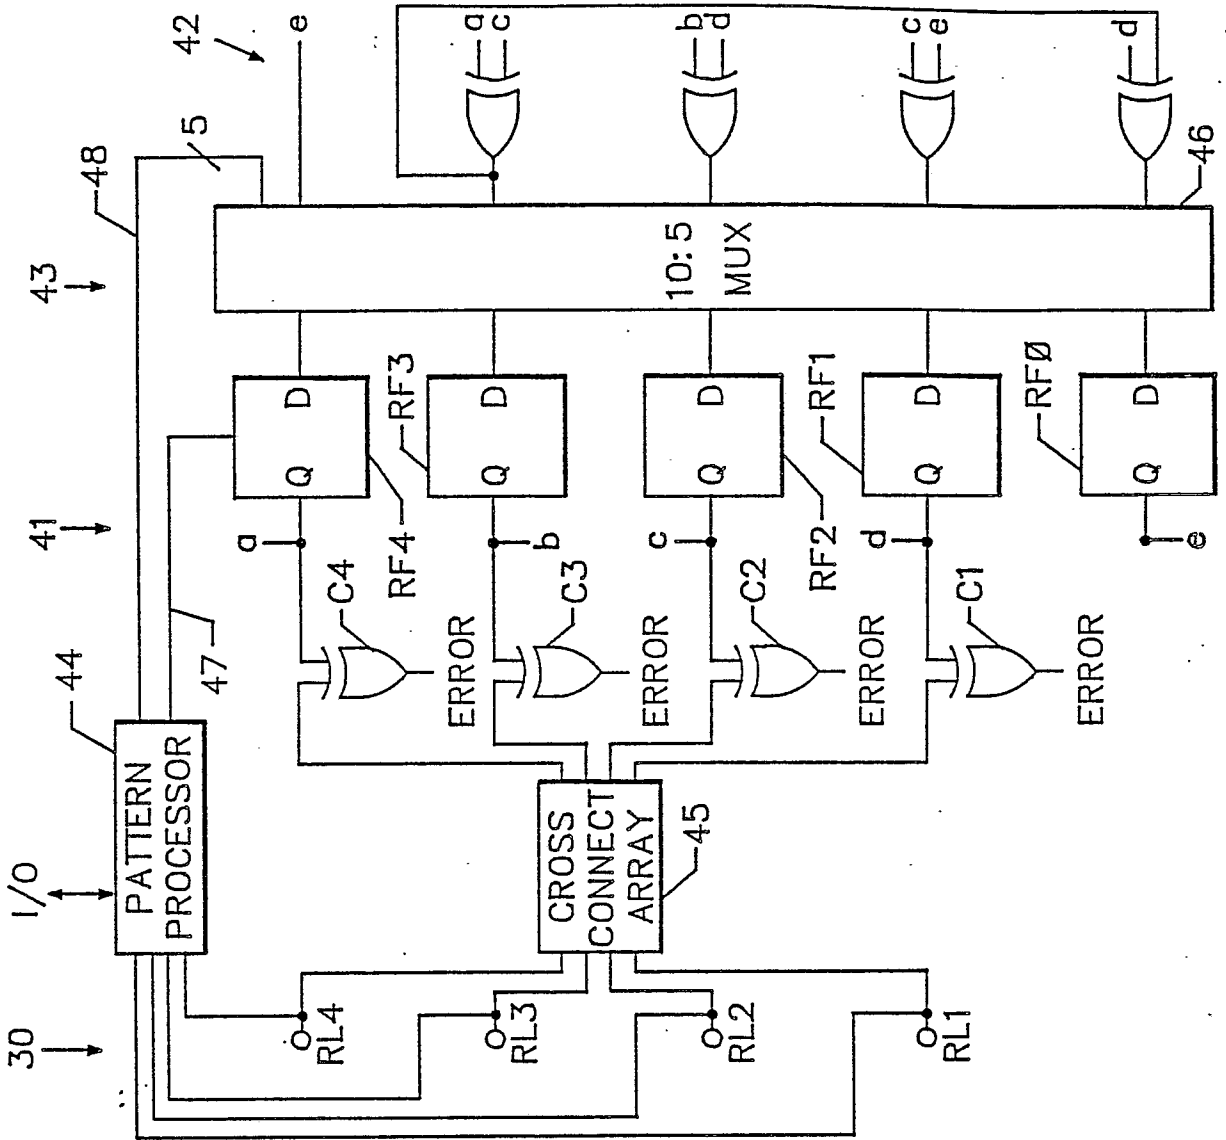 42
e
a
c
b
d
c
e
d
5
48
46
43
10:5
MUX
D
Q
RF4
D
Q
RF3
D
Q
RF2
D
Q
RF1
D
Q
RFØ
41
a
b
c
d
e
47
C4
ERROR
C3
ERROR
C2
ERROR
C1
ERROR
44
I/O
PATTERN
PROCESSOR
CROSS
CONNECT
ARRAY
45
30
RL4
RL3
RL2
RL1